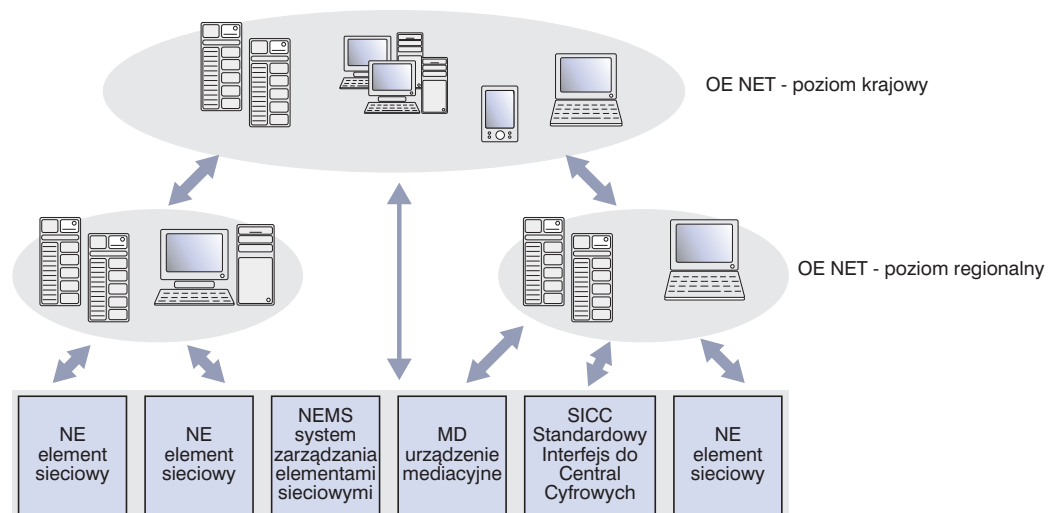 OE NET - poziom krajowy
OE NET - poziom regionalny
NE
element
sieciowy
NE
element
sieciowy
NEMS
system
zarządzania
elementami
sieciowymi
MD
urządzenie
mediacyjne
SICC
Standardowy
Interfejs do
Central
Cyfrowych
NE
element
sieciowy